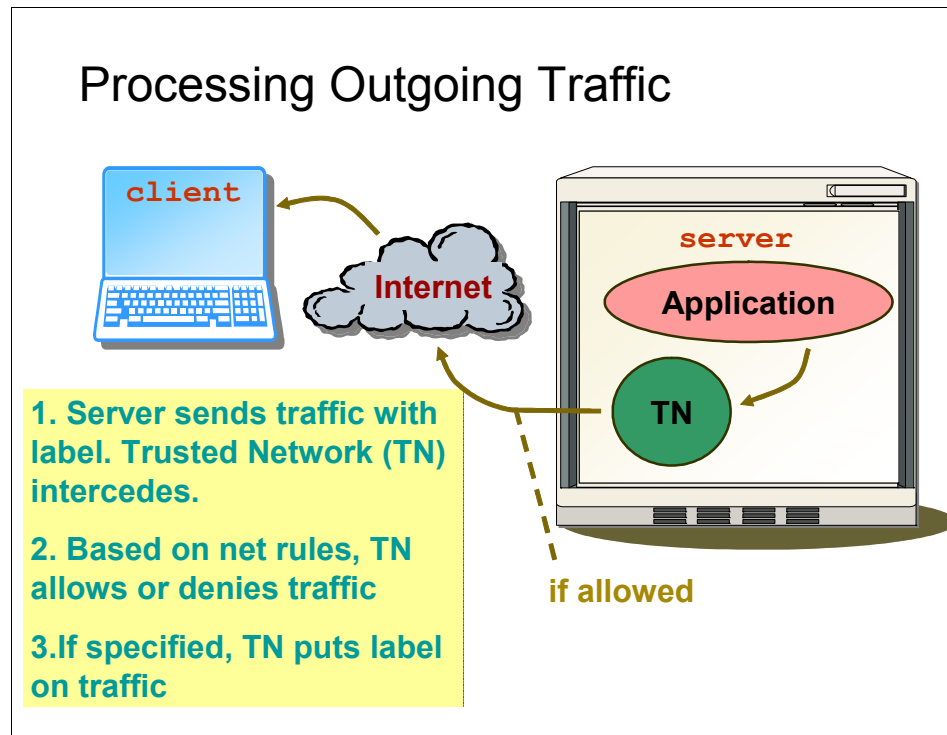 Processing Outgoing Traffic
client
server
Internet
Application
TN
1. Server sends traffic with
label. Trusted Network (TN)
intercedes.
2. Based on net rules, TN
allows or denies traffic
3.If specified, TN puts label
on traffic
if allowed